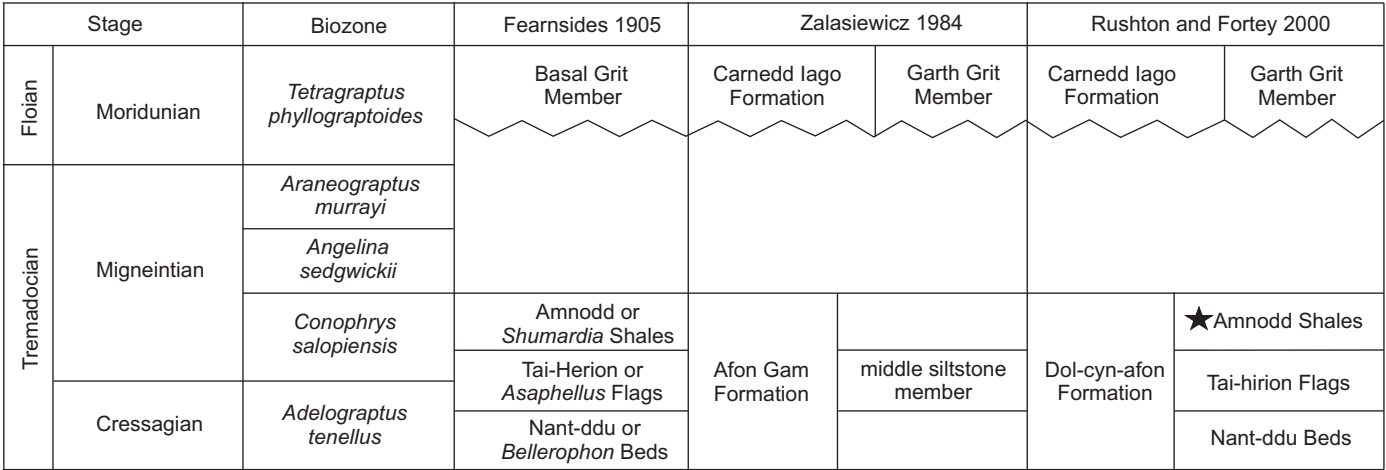 Stage
Biozone
Fearnsides 1905
Zalasiewicz 1984
Rushton and Fortey 2000
Floian
Moridunian
Tetragraptus
phyllograptoides
Basal Grit
Member
Carnedd Iago
Formation
Garth Grit
Member
Carnedd Iago
Formation
Garth Grit
Member
Tremadocian
Migneintian
Araneograptus
murrayi
Angelina
sedgwickii
Conophrys
salopiensis
Amnodd or
Shumardia Shales
Afon Gam
Formation
Dol-cyn-afon
Formation
Amnodd Shales
Tai-Herion or
Asaphellus Flags
middle siltstone
member
Tai-hirion Flags
Cressagian
Adelograptus
tenellus
Nant-ddu or
Bellerophon Beds
Nant-ddu Beds